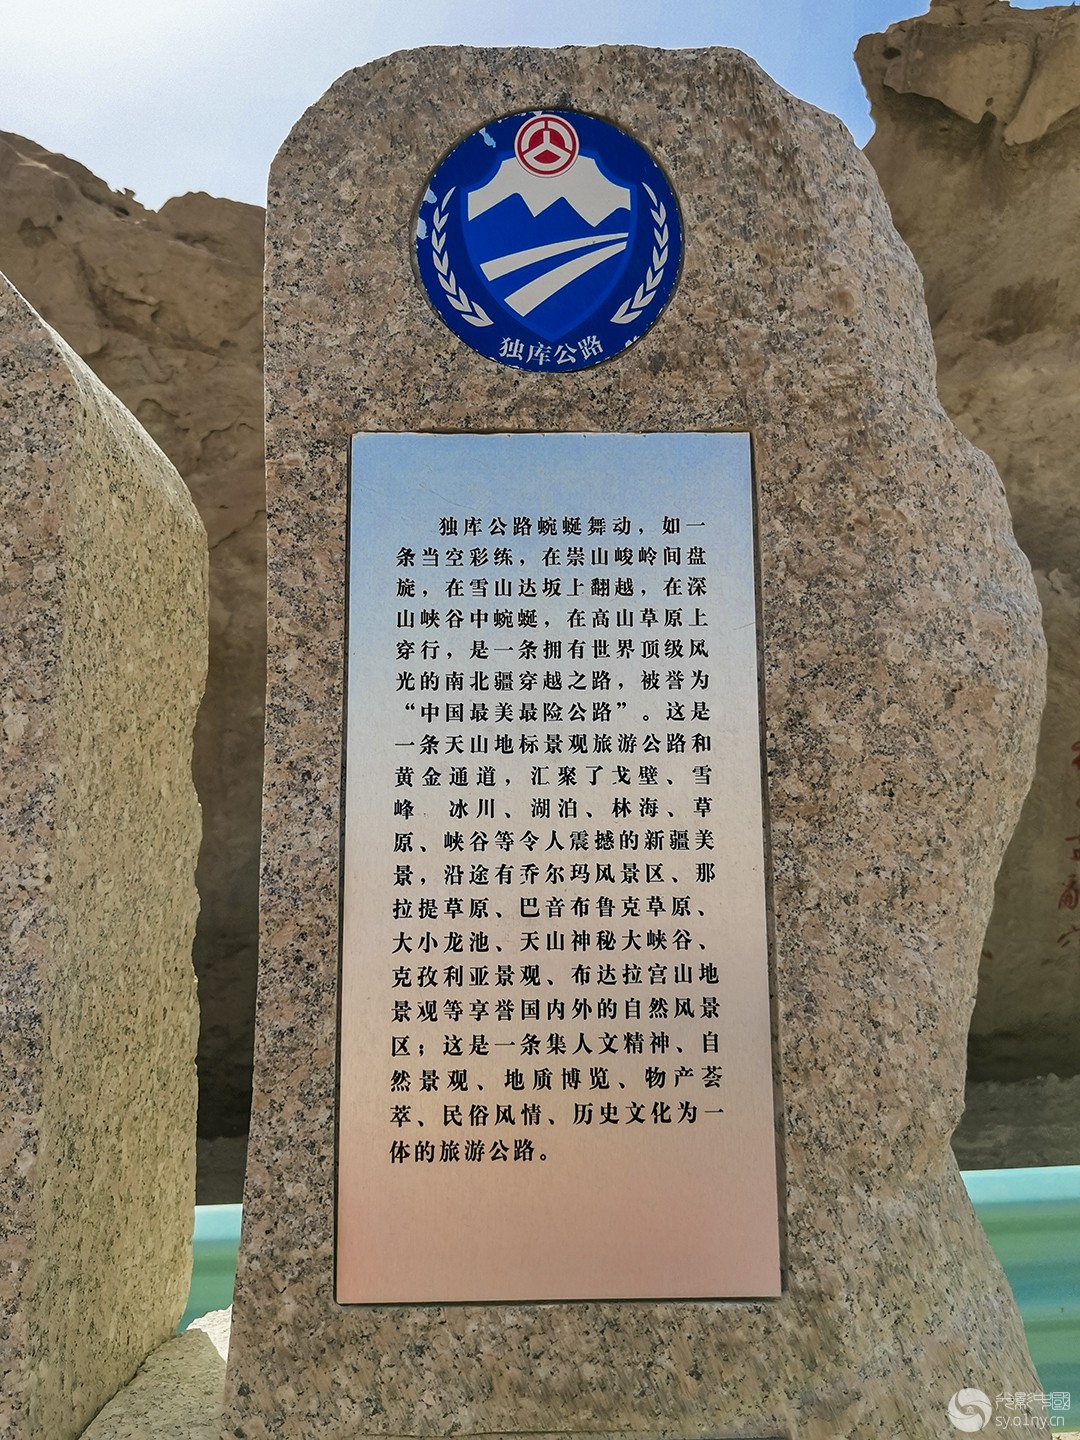 独库公路
独库公路蜿蜒舞动，如一
条当空彩练，在崇山峻岭间盘
旋，在雪山达坂上翻越，在深
山峡谷中蜿蜒，在高山草原上
穿行，是一条拥有世界顶级风
光的南北疆穿越之路，被誉为
“中国最美最险公路”。这是
一条天山地标景观旅游公路和
黄金通道，汇聚了戈壁、雪
峰 冰川、湖泊、林海、草
原、峡谷等令人震撼的新疆美
景，沿途有乔尔玛风景区、那
拉提草原、巴音布鲁克草原、
大小龙池、天山神秘大峡谷、
克孜利亚景观、布达拉宫山地
景观等享誉国内外的自然风景
区；这是一条集人文精神、自
然景观、地质博览、物产荟
萃、民俗风情、历史文化为一
体的旅游公路。
光影中國
sy.01ny.cn